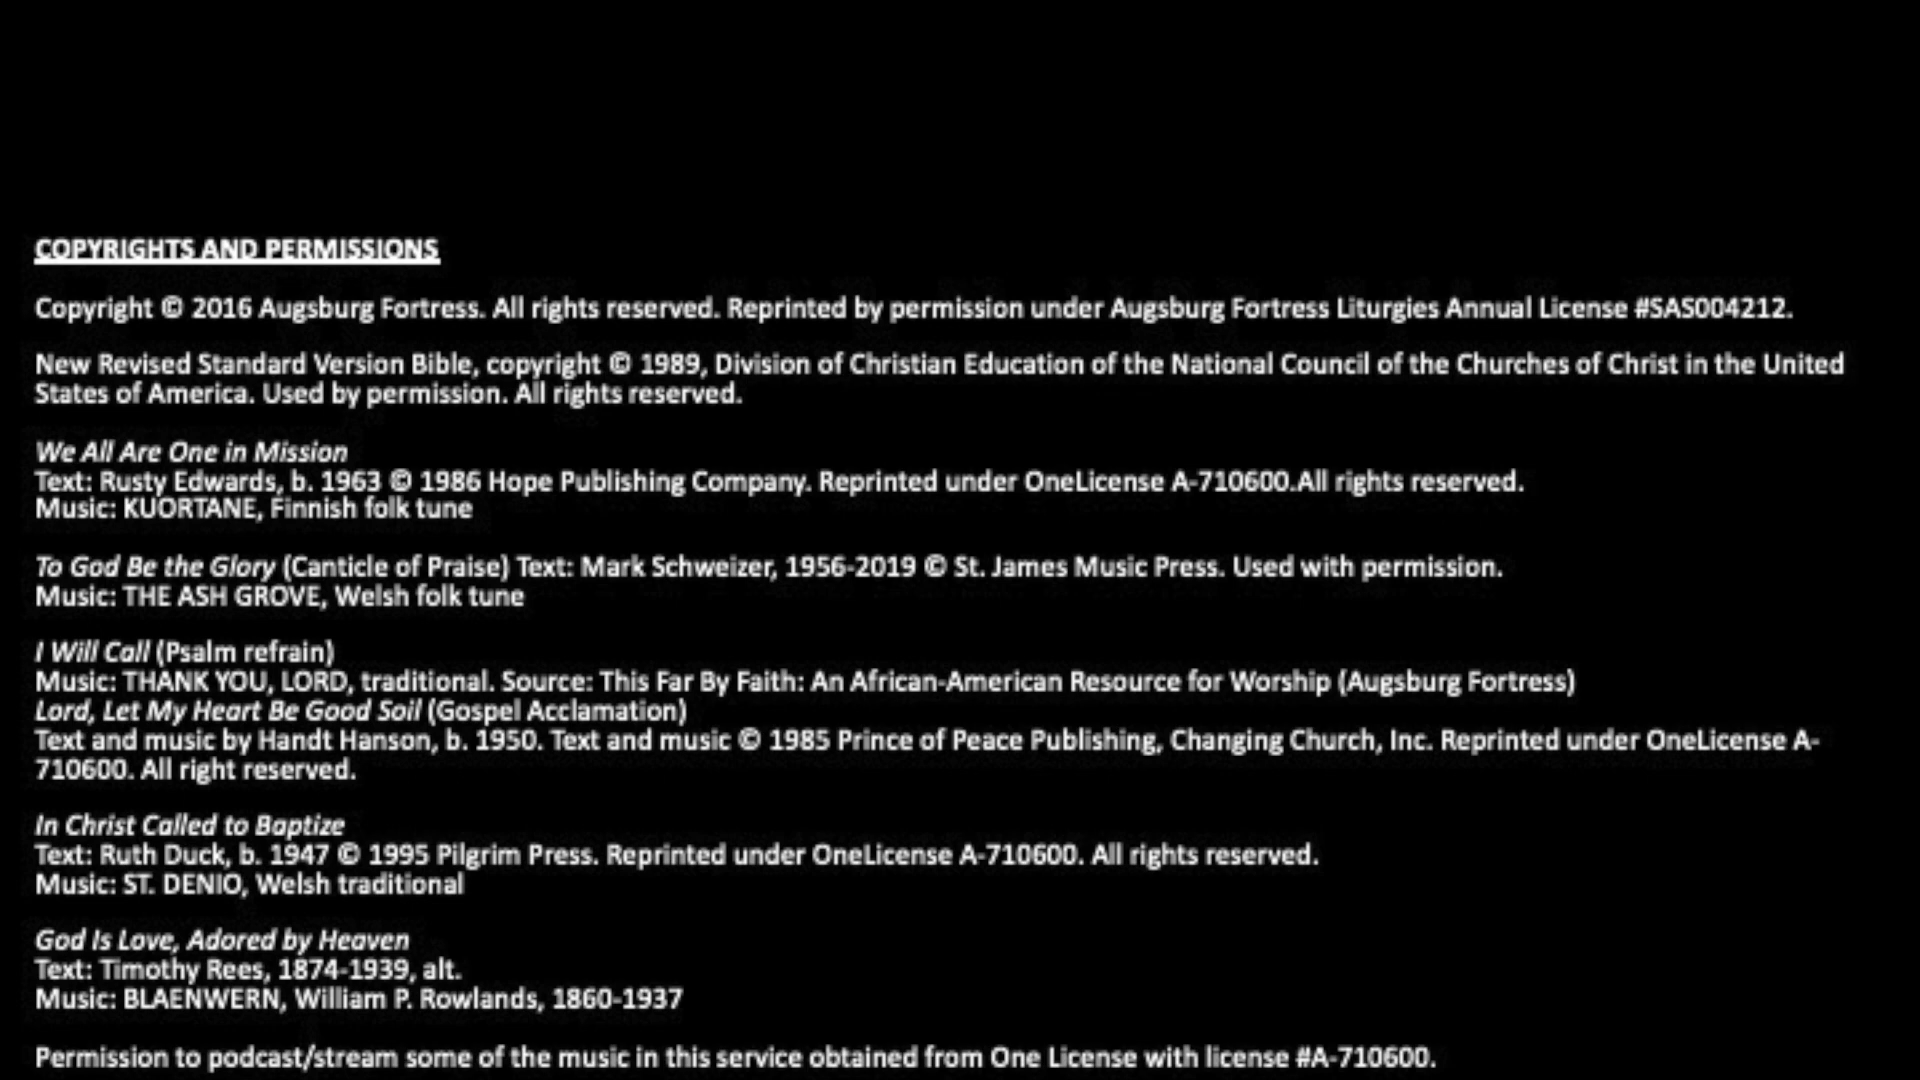 COPYRIGHTS AND PERMISSIONS
Copyright © 2016 Augsburg Fortress. All rights reserved. Reprinted by permission under Augsburg Fortress Liturgies Annual License #SAS004212.
New Revised Standard Version Bible, copyright © 1989, Division of Christian Education of the National Council of the Churches of Christ in the United
States of America. Used by permission. All rights reserved.
We All Are One in Mission
Text: Rusty Edwards, b. 1963 © 1986 Hope Publishing Company. Reprinted under OneLicense A-710600.All rights reserved.
Music: KUORTANE, Finnish folk tune
To God Be the Glory (Canticle of Praise) Text: Mark Schweizer, 1956-2019 © St. James Music Press. Used with permission.
Music: THE ASH GROVE, Welsh folk tune
I Will Call (Psalm refrain)
Music: THANK YOU, LORD, traditional. Source: This Far By Faith: An African-American Resource for Worship (Augsburg Fortress)
Lord, Let My Heart Be Good Soil (Gospel Acclamation)
Text and music by Handt Hanson, b. 1950. Text and music © 1985 Prince of Peace Publishing, Changing Church, Inc. Reprinted under OneLicense A-
710600. All right reserved.
In Christ Called to Baptize
Text: Ruth Duck, b. 1947 © 1995 Pilgrim Press. Reprinted under OneLicense A-710600. All rights reserved.
Music: ST. DENIO, Welsh traditional
God Is Love, Adored by Heaven
Text: Timothy Rees, 1874-1939, alt.
Music: BLAENWERN, William P. Rowlands, 1860-1937
Permission to podcast/stream some of the music in this service obtained from One License with license #A-710600.